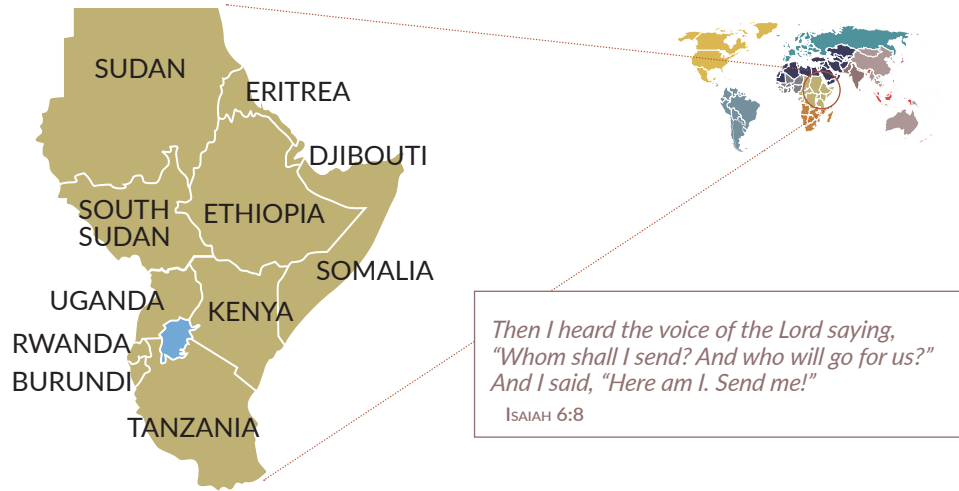 SUDAN
ERITREA
DJIBOUTI
SOUTH
SUDAN
ETHIOPIA
SOMALIA
UGANDA
KENYA
RWANDA
BURUNDI
TANZANIA
Then I heard the voice of the Lord saying,
“Whom shall I send? And who will go for us?”
And I said, “Here am I. Send me!”
Isaiah 6:8